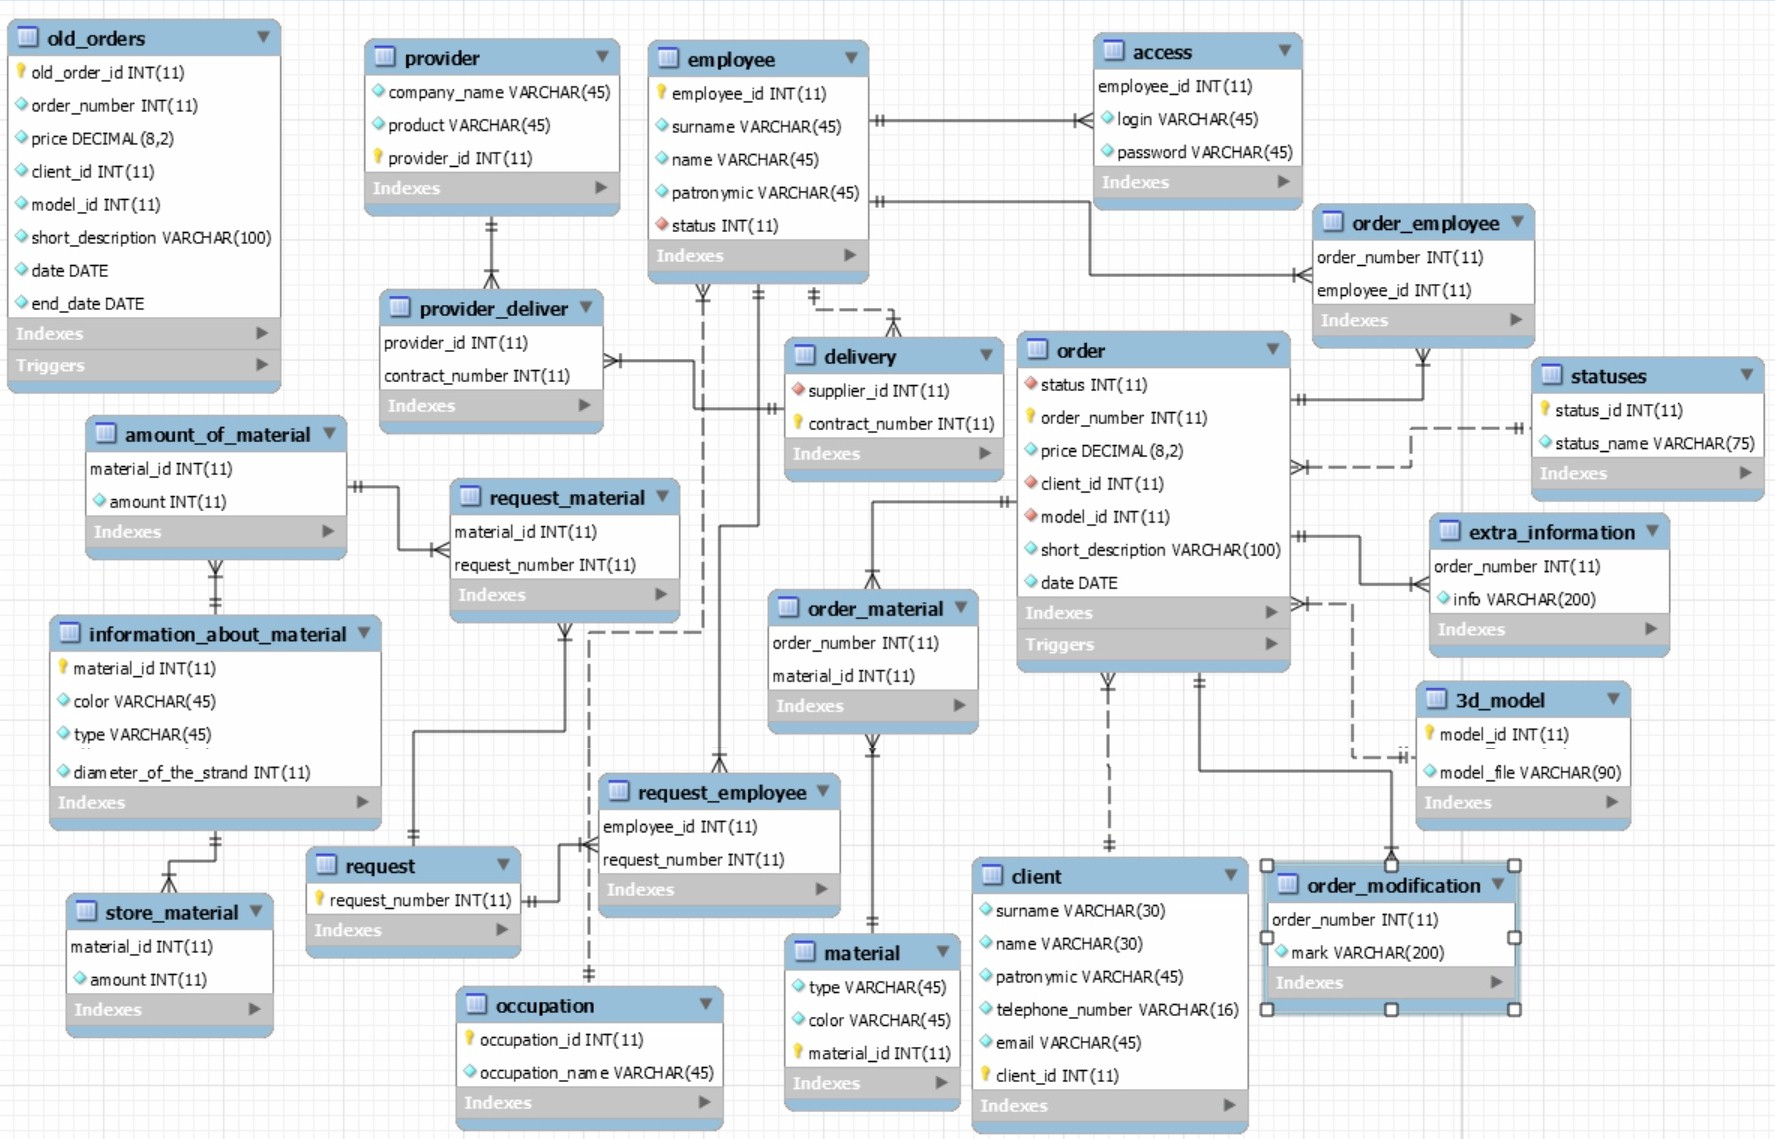 old_orders
old_order_id INT(11)
order_number INT(11)
price DECIMAL(8,2)
client_id INT(11)
model_id INT(11)
short_description VARCHAR(100)
date DATE
end_date DATE
Indexes
Triggers
provider
company_name VARCHAR(45)
product VARCHAR(45)
provider_id INT(11)
Indexes
employee
employee_id INT(11)
surname VARCHAR(45)
name VARCHAR(45)
patronymic VARCHAR(45)
status INT(11)
Indexes
access
employee_id INT(11)
login VARCHAR(45)
password VARCHAR(45)
Indexes
order_employee
order_number INT(11)
employee_id INT(11)
Indexes
provider_deliver
provider_id INT(11)
contract_number INT(11)
Indexes
delivery
supplier_id INT(11)
contract_number INT(11)
Indexes
order
status INT(11)
order_number INT(11)
price DECIMAL(8,2)
client_id INT(11)
model_id INT(11)
short_description VARCHAR(100)
date DATE
Indexes
Triggers
statuses
status_id INT(11)
status_name VARCHAR(75)
Indexes
amount_of_material
material_id INT(11)
amount INT(11)
Indexes
request_material
material_id INT(11)
request_number INT(11)
Indexes
extra_information
order_number INT(11)
info VARCHAR(200)
Indexes
information_about_material
material_id INT(11)
color VARCHAR(45)
type VARCHAR(45)
diameter_of_the_strand INT(11)
Indexes
order_material
order_number INT(11)
material_id INT(11)
Indexes
3d_model
model_id INT(11)
model_file VARCHAR(90)
Indexes
request_employee
employee_id INT(11)
request_number INT(11)
Indexes
request
request_number INT(11)
Indexes
store_material
material_id INT(11)
amount INT(11)
Indexes
occupation
occupation_id INT(11)
occupation_name VARCHAR(45)
Indexes
material
type VARCHAR(45)
color VARCHAR(45)
material_id INT(11)
Indexes
client
surname VARCHAR(30)
name VARCHAR(30)
patronymic VARCHAR(45)
telephone_number VARCHAR(16)
email VARCHAR(45)
client_id INT(11)
Indexes
order_modification
order_number INT(11)
mark VARCHAR(200)
Indexes